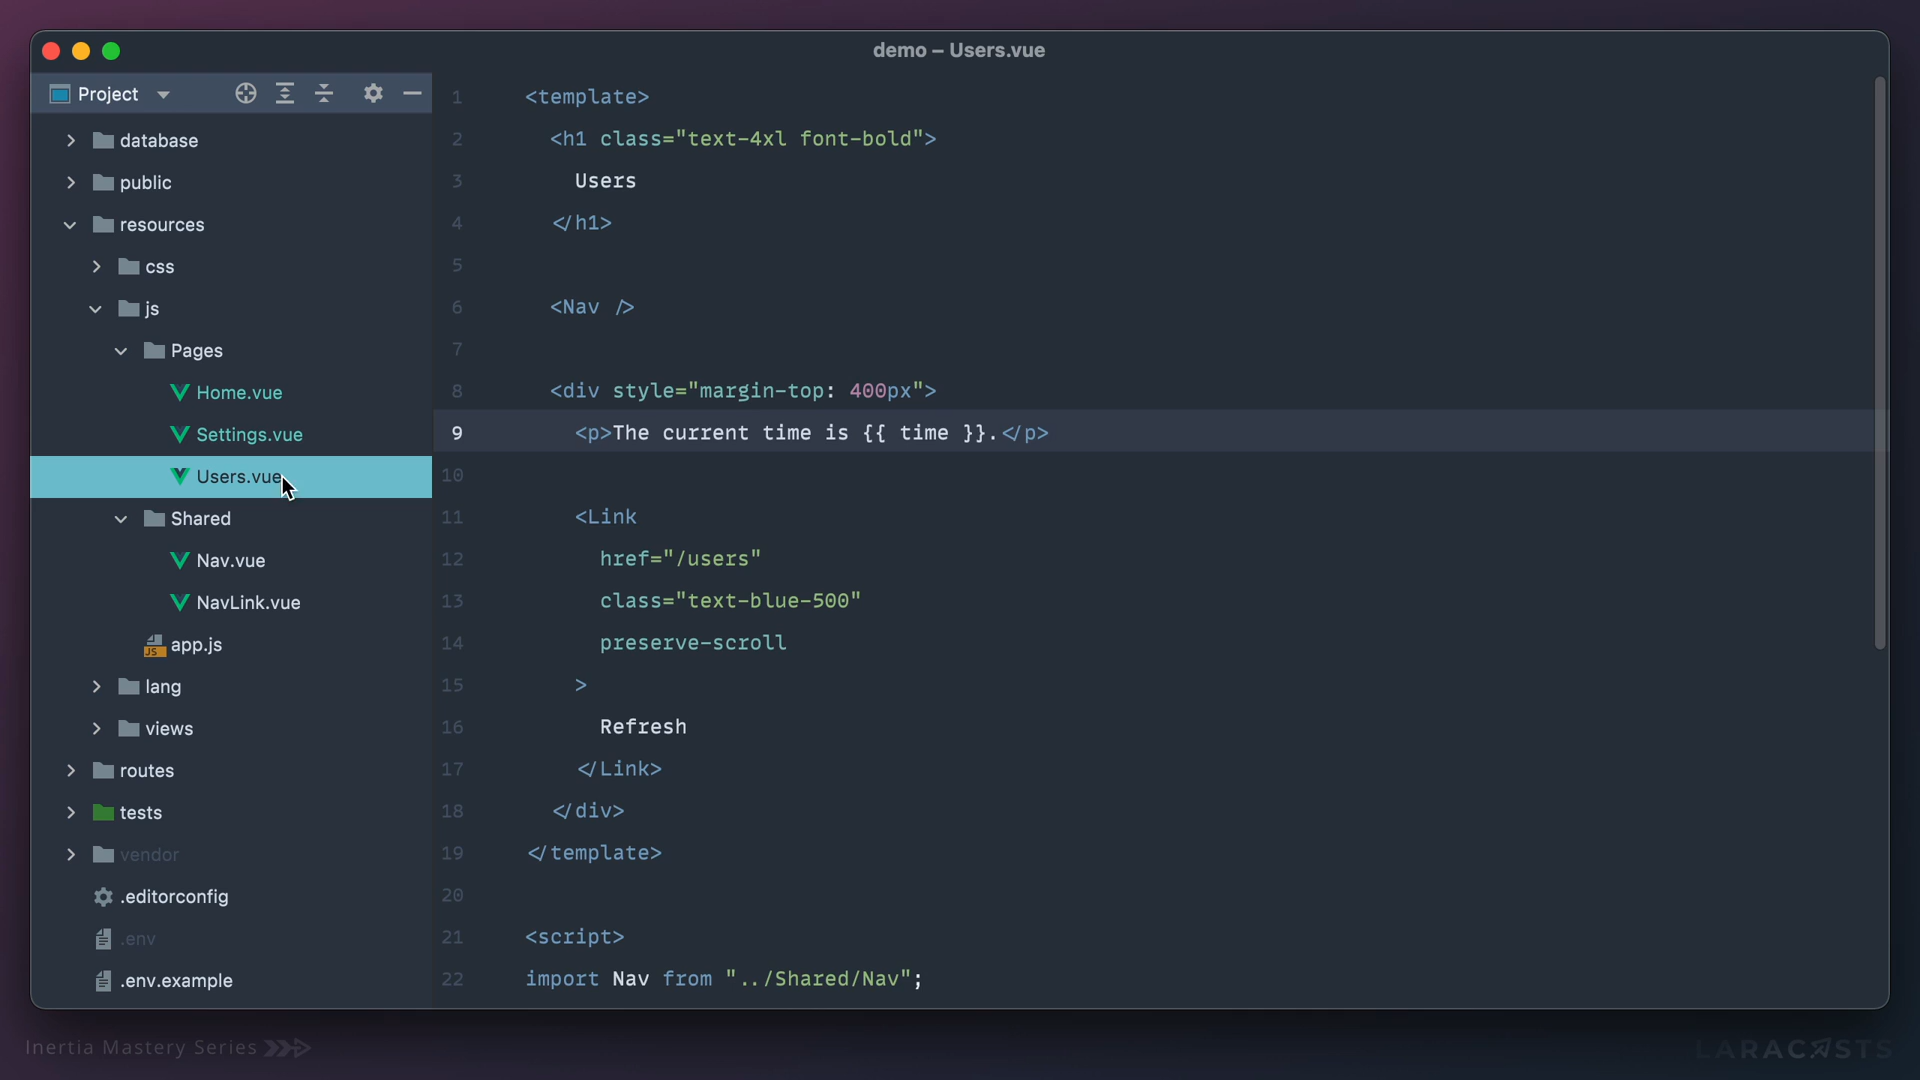 demo – Users.vue
Project
database
public
resources
css
js
Pages
Home.vue
Settings.vue
Users.vue
Shared
Nav.vue
NavLink.vue
app.js
lang
views
routes
tests
vendor
.editorconfig
.env
.env.example
1 <template>
2 <h1 class="text-4xl font-bold">
3 Users
4 </h1>
5
6 <Nav />
7
8 <div style="margin-top: 400px">
9 <p>The current time is {{ time }}.</p>
10
11 <Link
12 href="/users"
13 class="text-blue-500"
14 preserve-scroll
15 >
16 Refresh
17 </Link>
18 </div>
19 </template>
20
21 <script>
22 import Nav from "../Shared/Nav";
Inertia Mastery Series
LARACASTS